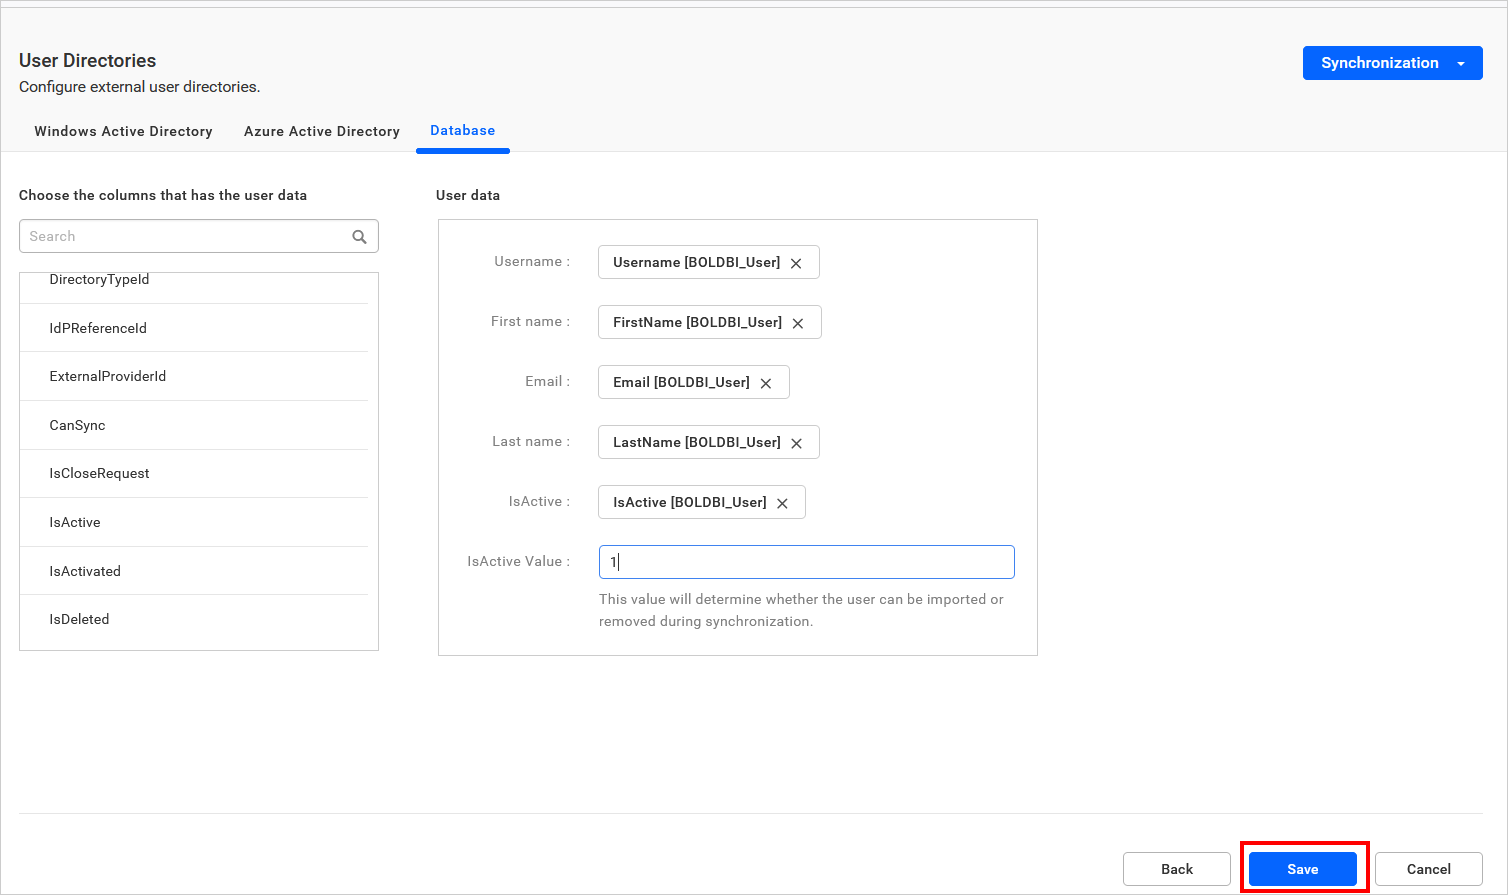 User Directories
Configure external user directories.
Synchronization
Windows Active Directory
Azure Active Directory
Database
Choose the columns that has the user data
Search
DirectoryTypeId
IdPReferenceId
ExternalProviderId
CanSync
IsCloseRequest
IsActive
IsActivated
IsDeleted
User data
Username : Username [BOLDBI_User]
First name : FirstName [BOLDBI_User]
Email : Email [BOLDBI_User]
Last name : LastName [BOLDBI_User]
IsActive : IsActive [BOLDBI_User]
IsActive Value : 1
This value will determine whether the user can be imported or
removed during synchronization.
Back
Save
Cancel